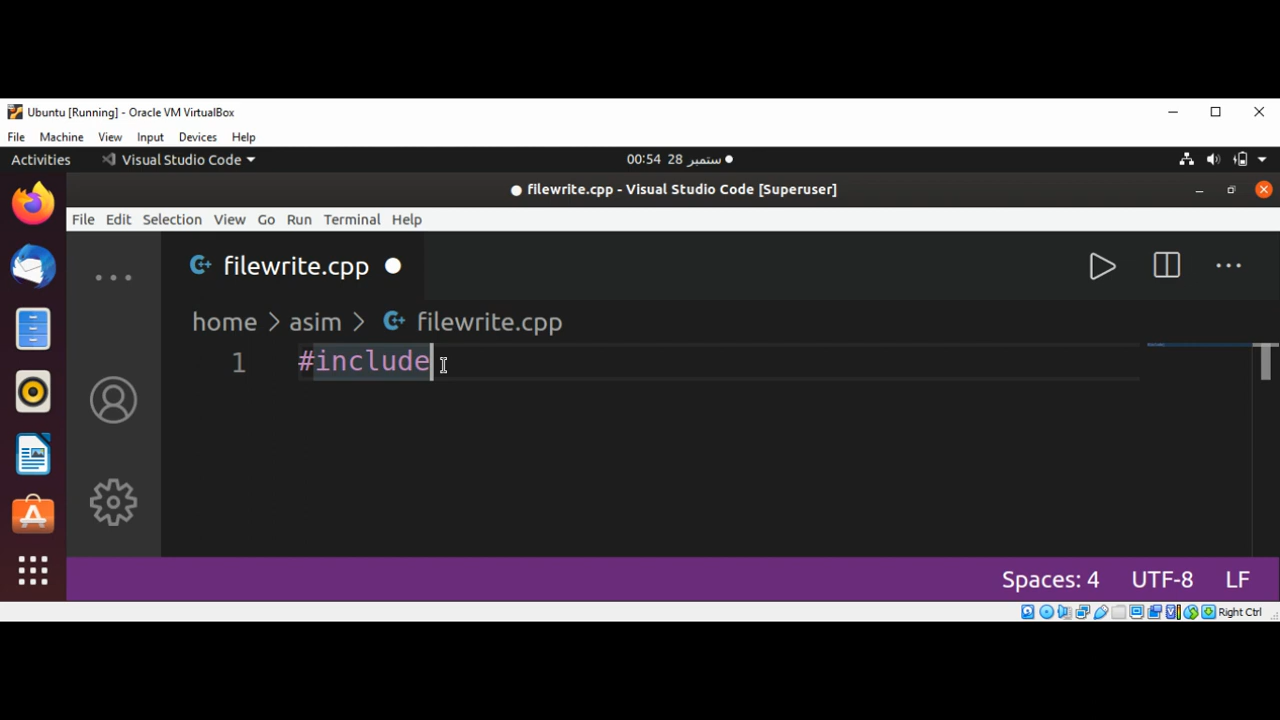 Ubuntu [Running] - Oracle VM VirtualBox
File Machine View Input Devices Help
Activities Visual Studio Code 00:54 28 ستمبر
● filewrite.cpp - Visual Studio Code [Superuser]
File Edit Selection View Go Run Terminal Help
filewrite.cpp
home > asim > filewrite.cpp
1 #include
Spaces: 4 UTF-8 LF
Right Ctrl